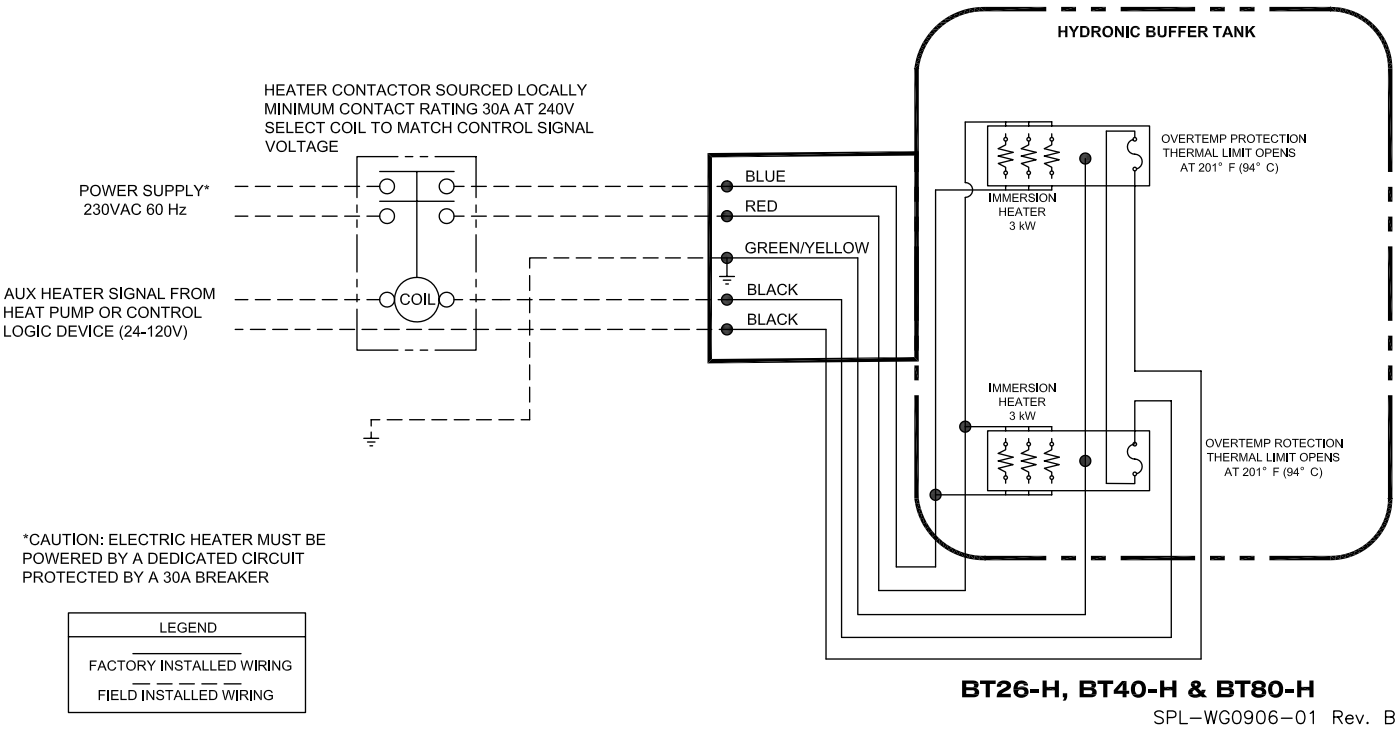 HYDRONIC BUFFER TANK
HEATER CONTACTOR SOURCED LOCALLY
MINIMUM CONTACT RATING 30A AT 240V
SELECT COIL TO MATCH CONTROL SIGNAL
VOLTAGE
OVERTEMP PROTECTION
THERMAL LIMIT OPENS
AT 201° F (94° C)
POWER SUPPLY*
230VAC 60 Hz
BLUE
RED
IMMERSION
HEATER
3 kW
GREEN/YELLOW
AUX HEATER SIGNAL FROM
HEAT PUMP OR CONTROL
LOGIC DEVICE (24-120V)
COIL
BLACK
BLACK
IMMERSION
HEATER
3 kW
OVERTEMP ROTECTION
THERMAL LIMIT OPENS
AT 201° F (94° C)
*CAUTION: ELECTRIC HEATER MUST BE
POWERED BY A DEDICATED CIRCUIT
PROTECTED BY A 30A BREAKER
LEGEND
FACTORY INSTALLED WIRING
FIELD INSTALLED WIRING
BT26-H, BT40-H & BT80-H
SPL-WG0906-01 Rev. B